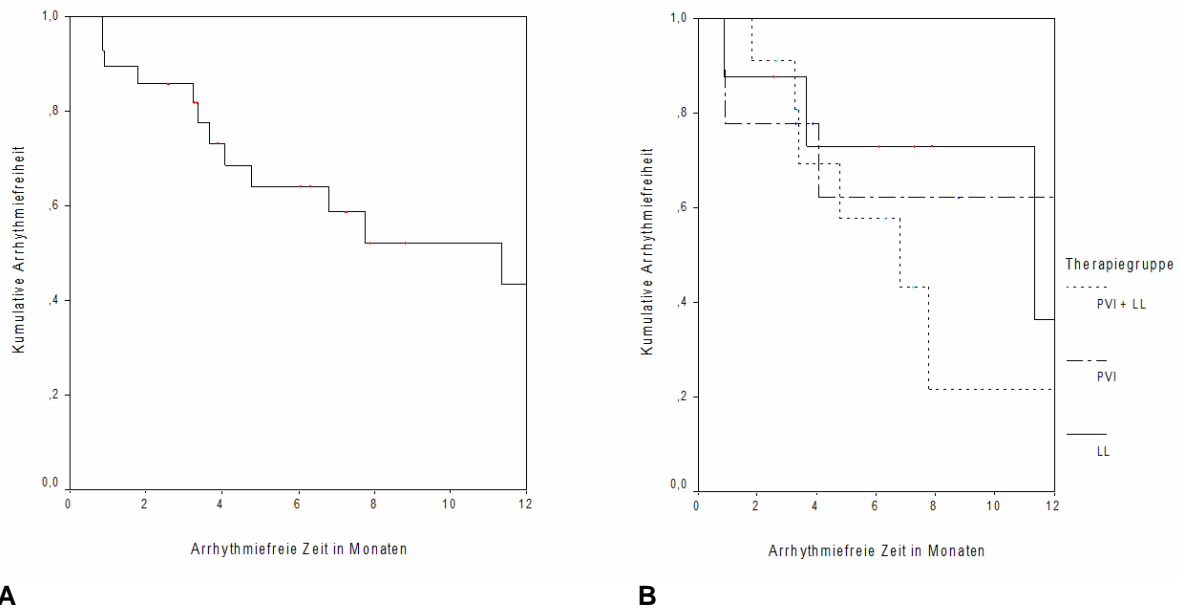 1,0
,8
,6
,4
,2
0,0
Kumulative Arrhythmiefreiheit
0 2 4 6 8 10 12
Arrhythmiefreie Zeit in Monaten
A
1,0
,8
,6
,4
,2
0,0
Kumulative Arrhythmiefreiheit
0 2 4 6 8 10 12
Arrhythmiefreie Zeit in Monaten
Therapiegruppe
PVI + LL
PVI
LL
B